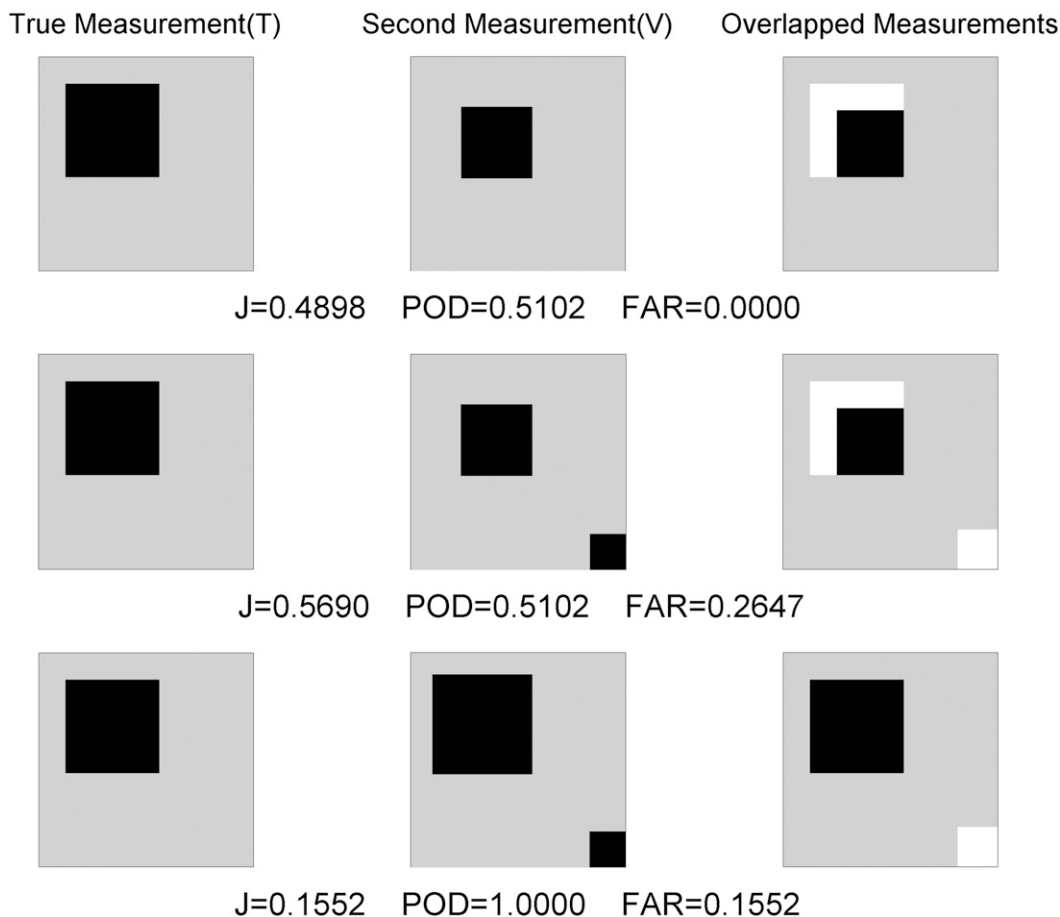 True Measurement(T) Second Measurement(V) Overlapped Measurements
J=0.4898 POD=0.5102 FAR=0.0000
J=0.5690 POD=0.5102 FAR=0.2647
J=0.1552 POD=1.0000 FAR=0.1552